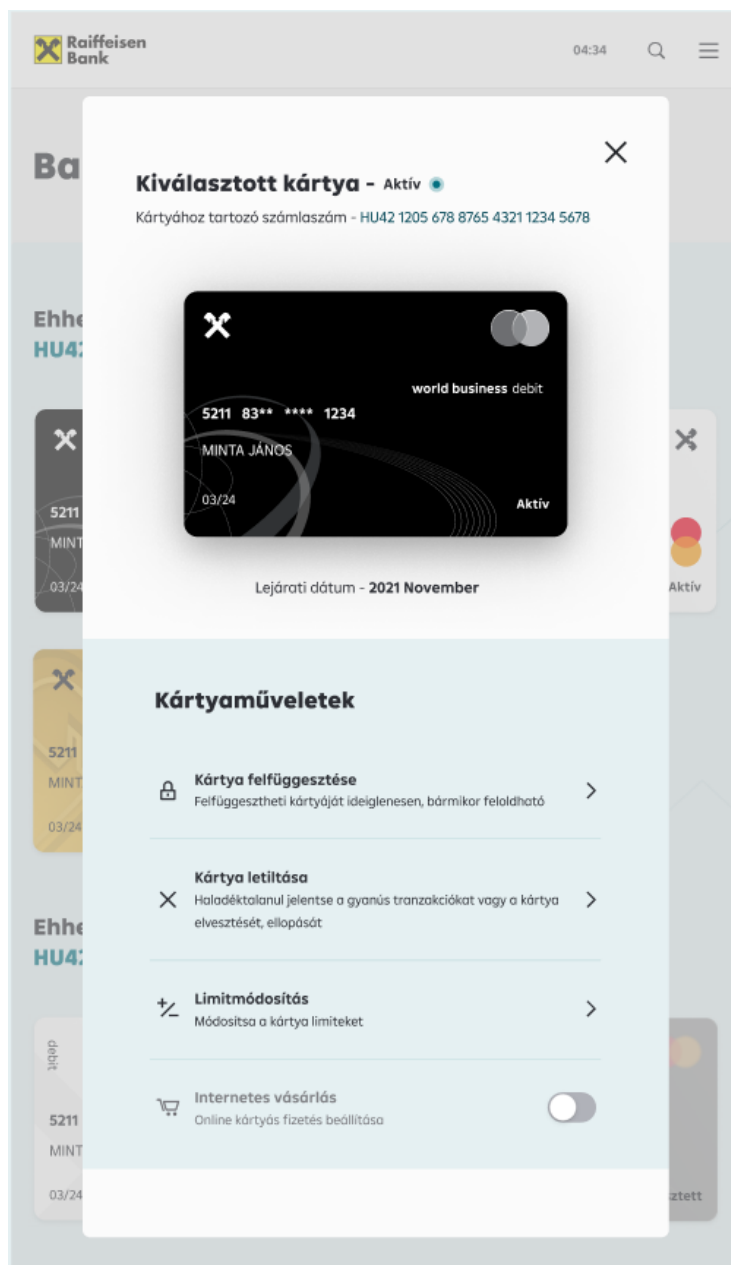 Raiffeisen
Bank
04:34
Ba
Kiválasztott kártya - Aktív
Kártyához tartozó számlaszám - HU42 1205 678 8765 4321 1234 5678
Ehhe
HU42
world business debit
5211 83** **** 1234
MINTA JÁNOS
03/24
Aktív
5211
MINT
03/24
Aktív
Lejárati dátum - 2021 November
Kártyaműveletek
5211
MINT
03/24
Kártya felfüggesztése
Felfüggesztheti kártyáját ideiglenesen, bármikor feloldható
Kártya letiltása
Haladéktalanul jelentse a gyanús tranzakciókat vagy a kártya
elvesztését, ellopását
Ehhe
HU42
Limitmódosítás
Módosítsa a kártya limiteket
debit
Internetes vásárlás
Online kártyás fizetés beállítása
5211
MINT
03/24
ztett